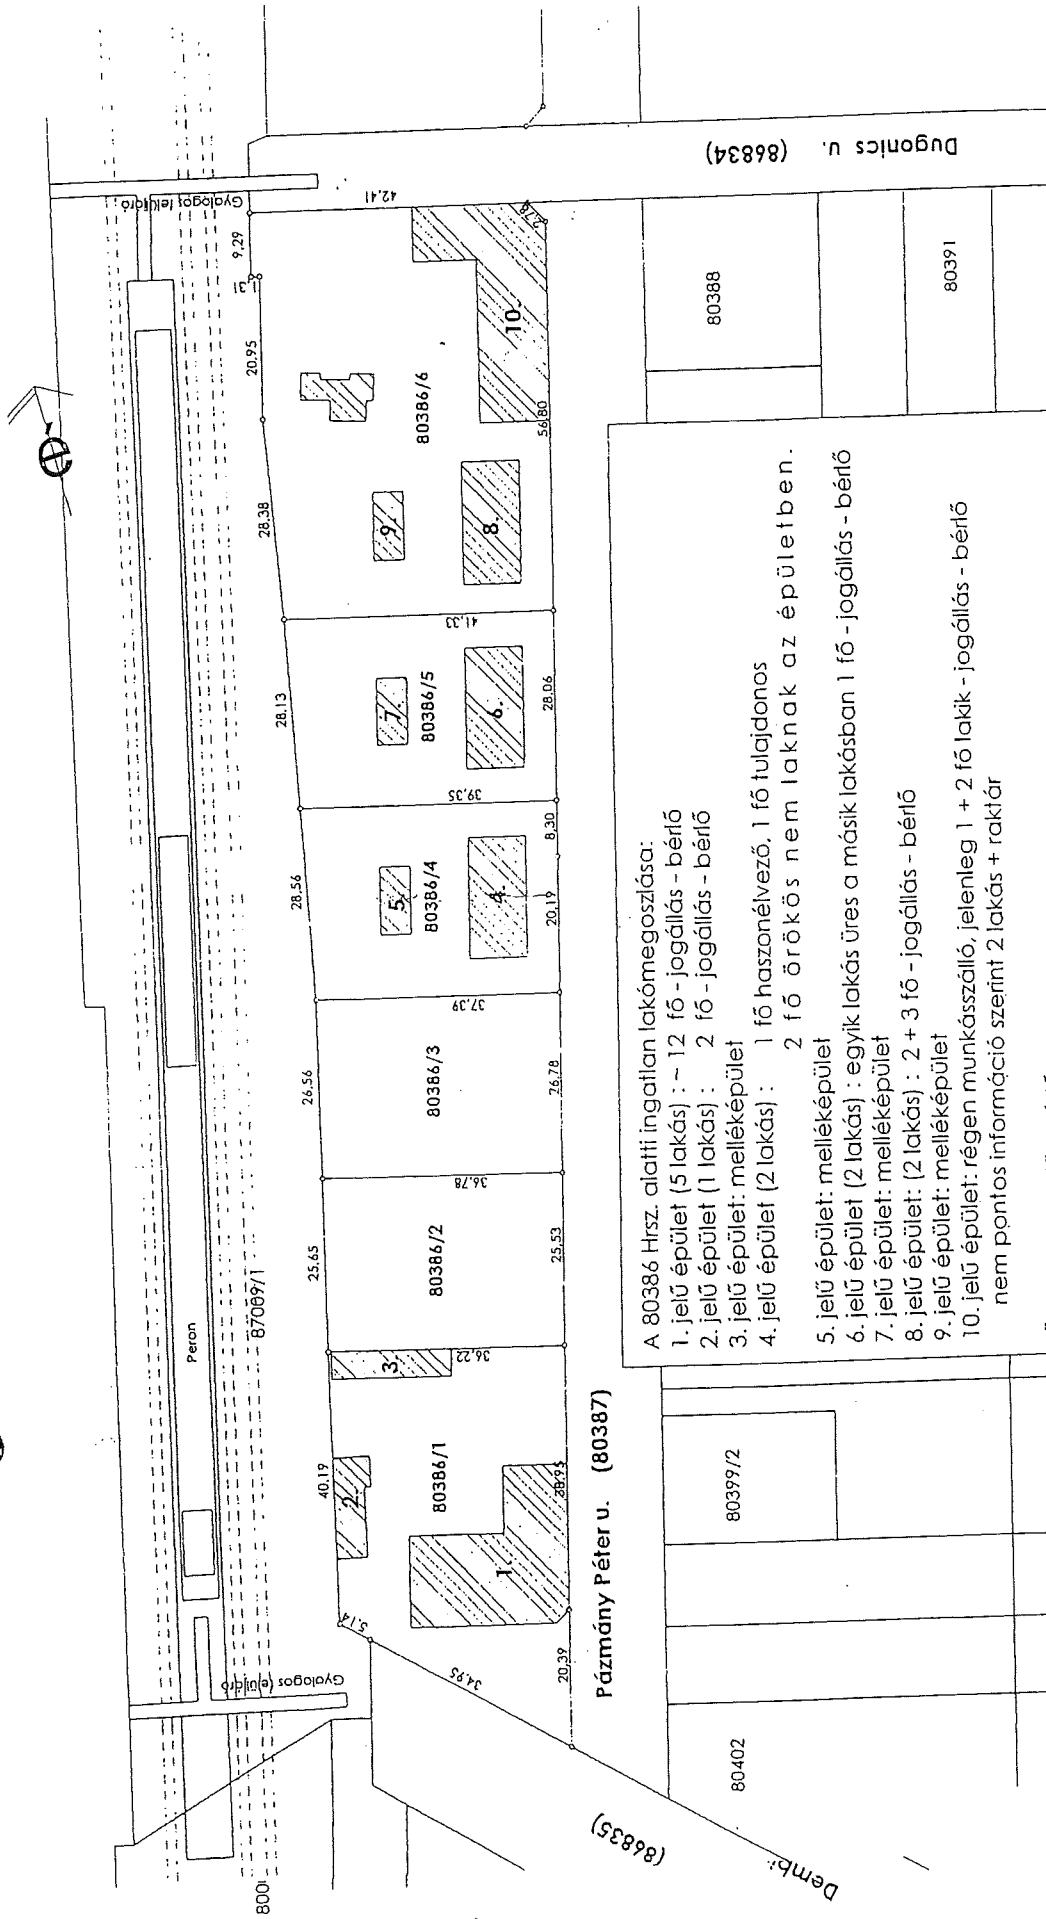 Peron
87089/1
Gyalogos felüljáró
Gyalogos felüljáró
9,29
1,31
20,95
28,38
28,13
28,56
26,56
25,65
40,19
5,14
34,95
20,39
38,95
25,53
26,78
20,19
8,30
28,06
56,80
2,78
42,41
41,33
39,35
37,39
36,78
36,22
80386/1
80386/2
80386/3
80386/4
80386/5
80386/6
1.
2.
3.
4.
5.
6.
7.
8.
9.
10.
Pázmány Péter u. (80387)
Dugonics u. (86834)
(86835)
80402
80399/2
80388
80391
A 80386 Hrsz. alatti ingatlan lakómegoszlása:
1. jelű épület (5 lakás) : ~ 12 fő - jogállás - bérlő
2. jelű épület (1 lakás) : 2 fő - jogállás - bérlő
3. jelű épület: melléképület
4. jelű épület (2 lakás) : 1 fő haszonélvező, 1 fő tulajdonos
2 fő örökös nem laknak az épületben.
5. jelű épület: melléképület
6. jelű épület (2 lakás) : egyik lakás üres a másik lakásban 1 fő - jogállás - bérlő
7. jelű épület: melléképület
8. jelű épület: (2 lakás) : 2 + 3 fő - jogállás - bérlő
9. jelű épület: melléképület
10. jelű épület: régen munkásszálló, jelenleg 1 + 2 fő lakik - jogállás - bérlő
nem pontos információ szerint 2 lakás + raktár